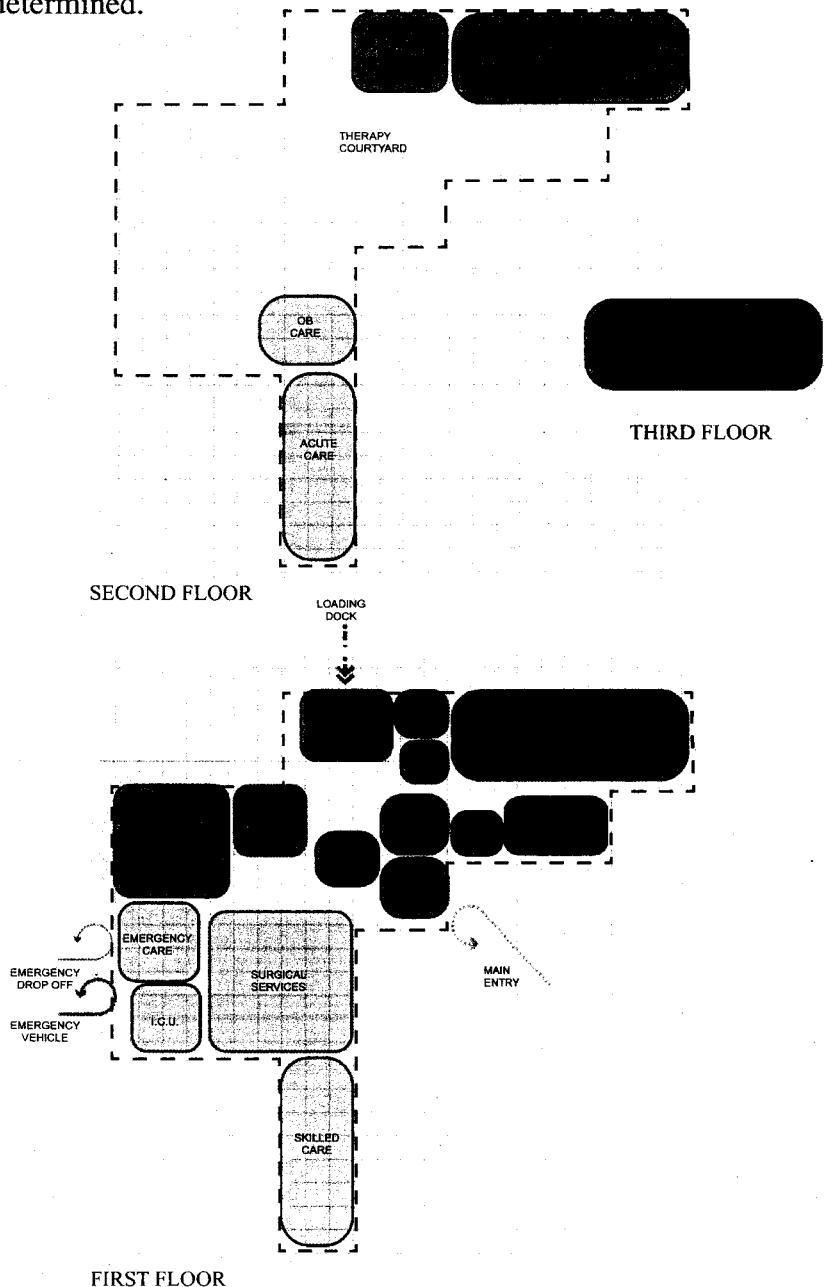 determined.
THERAPY
COURTYARD
OB
CARE
ACUTE
CARE
THIRD FLOOR
SECOND FLOOR
LOADING
DOCK
EMERGENCY
CARE
SURGICAL
SERVICES
EMERGENCY
DROP OFF
MAIN
ENTRY
I.C.U.
EMERGENCY
VEHICLE
SKILLED
CARE
FIRST FLOOR